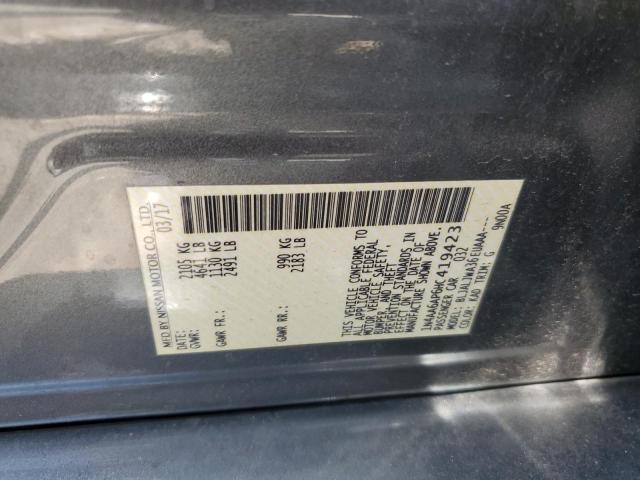 MFD BY NISSAN MOTOR CO., LTD.
DATE: 03/17
GVWR: 2105 KG
4641 LB
GAWR FR.: 1130 KG
2491 LB
GAWR RR: 990 KG
2183 LB
THIS VEHICLE CONFORMS TO
ALL APPLICABLE FEDERAL
MOTOR VEHICLE SAFETY,
BUMPER, AND THEFT
PREVENTION STANDARDS IN
EFFECT ON THE DATE OF
MANUFACTURE SHOWN ABOVE.
1N4AA6AP6HC419423
PASSENGER CAR 032
MODEL:
COLOR: KAD TRIM: G 9N00A